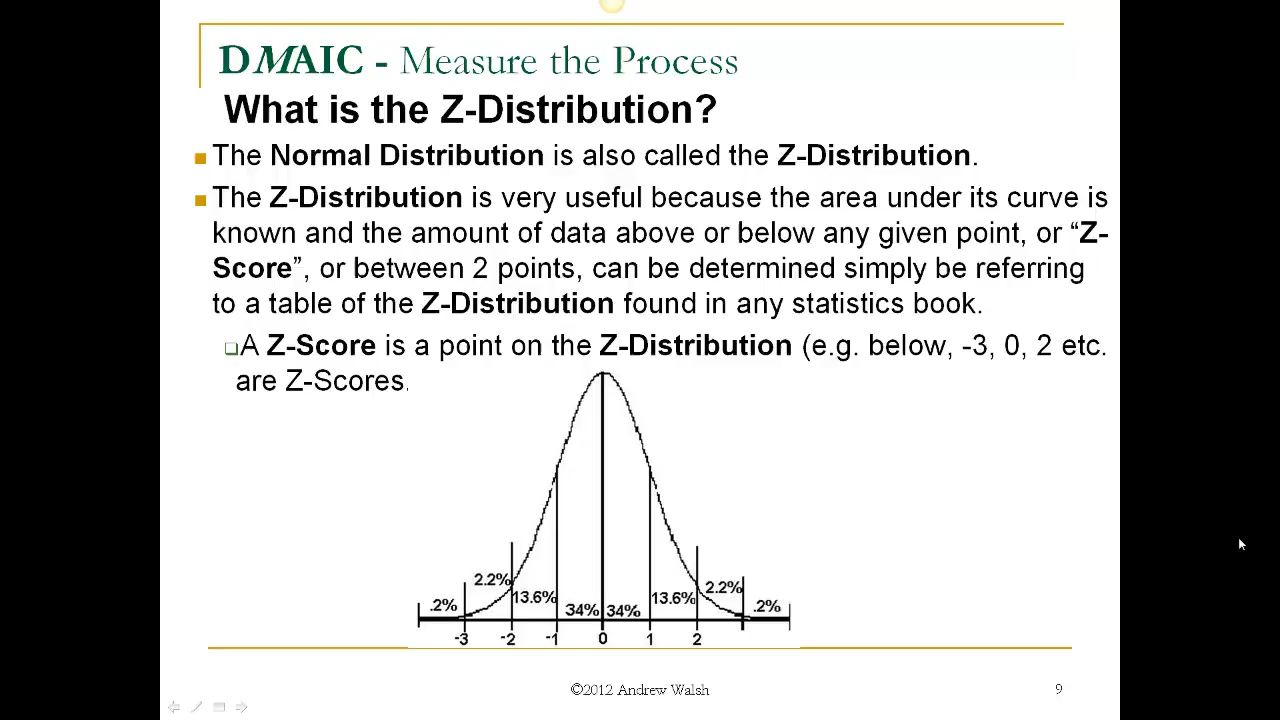 DMAIC - Measure the Process
What is the Z-Distribution?
The Normal Distribution is also called the Z-Distribution.
The Z-Distribution is very useful because the area under its curve is
known and the amount of data above or below any given point, or “Z-
Score”, or between 2 points, can be determined simply be referring
to a table of the Z-Distribution found in any statistics book.
A Z-Score is a point on the Z-Distribution (e.g. below, -3, 0, 2 etc.
are Z-Scores.
.2% 2.2% 13.6% 34% 34% 13.6% 2.2% .2%
-3 -2 -1 0 1 2
©2012 Andrew Walsh
9